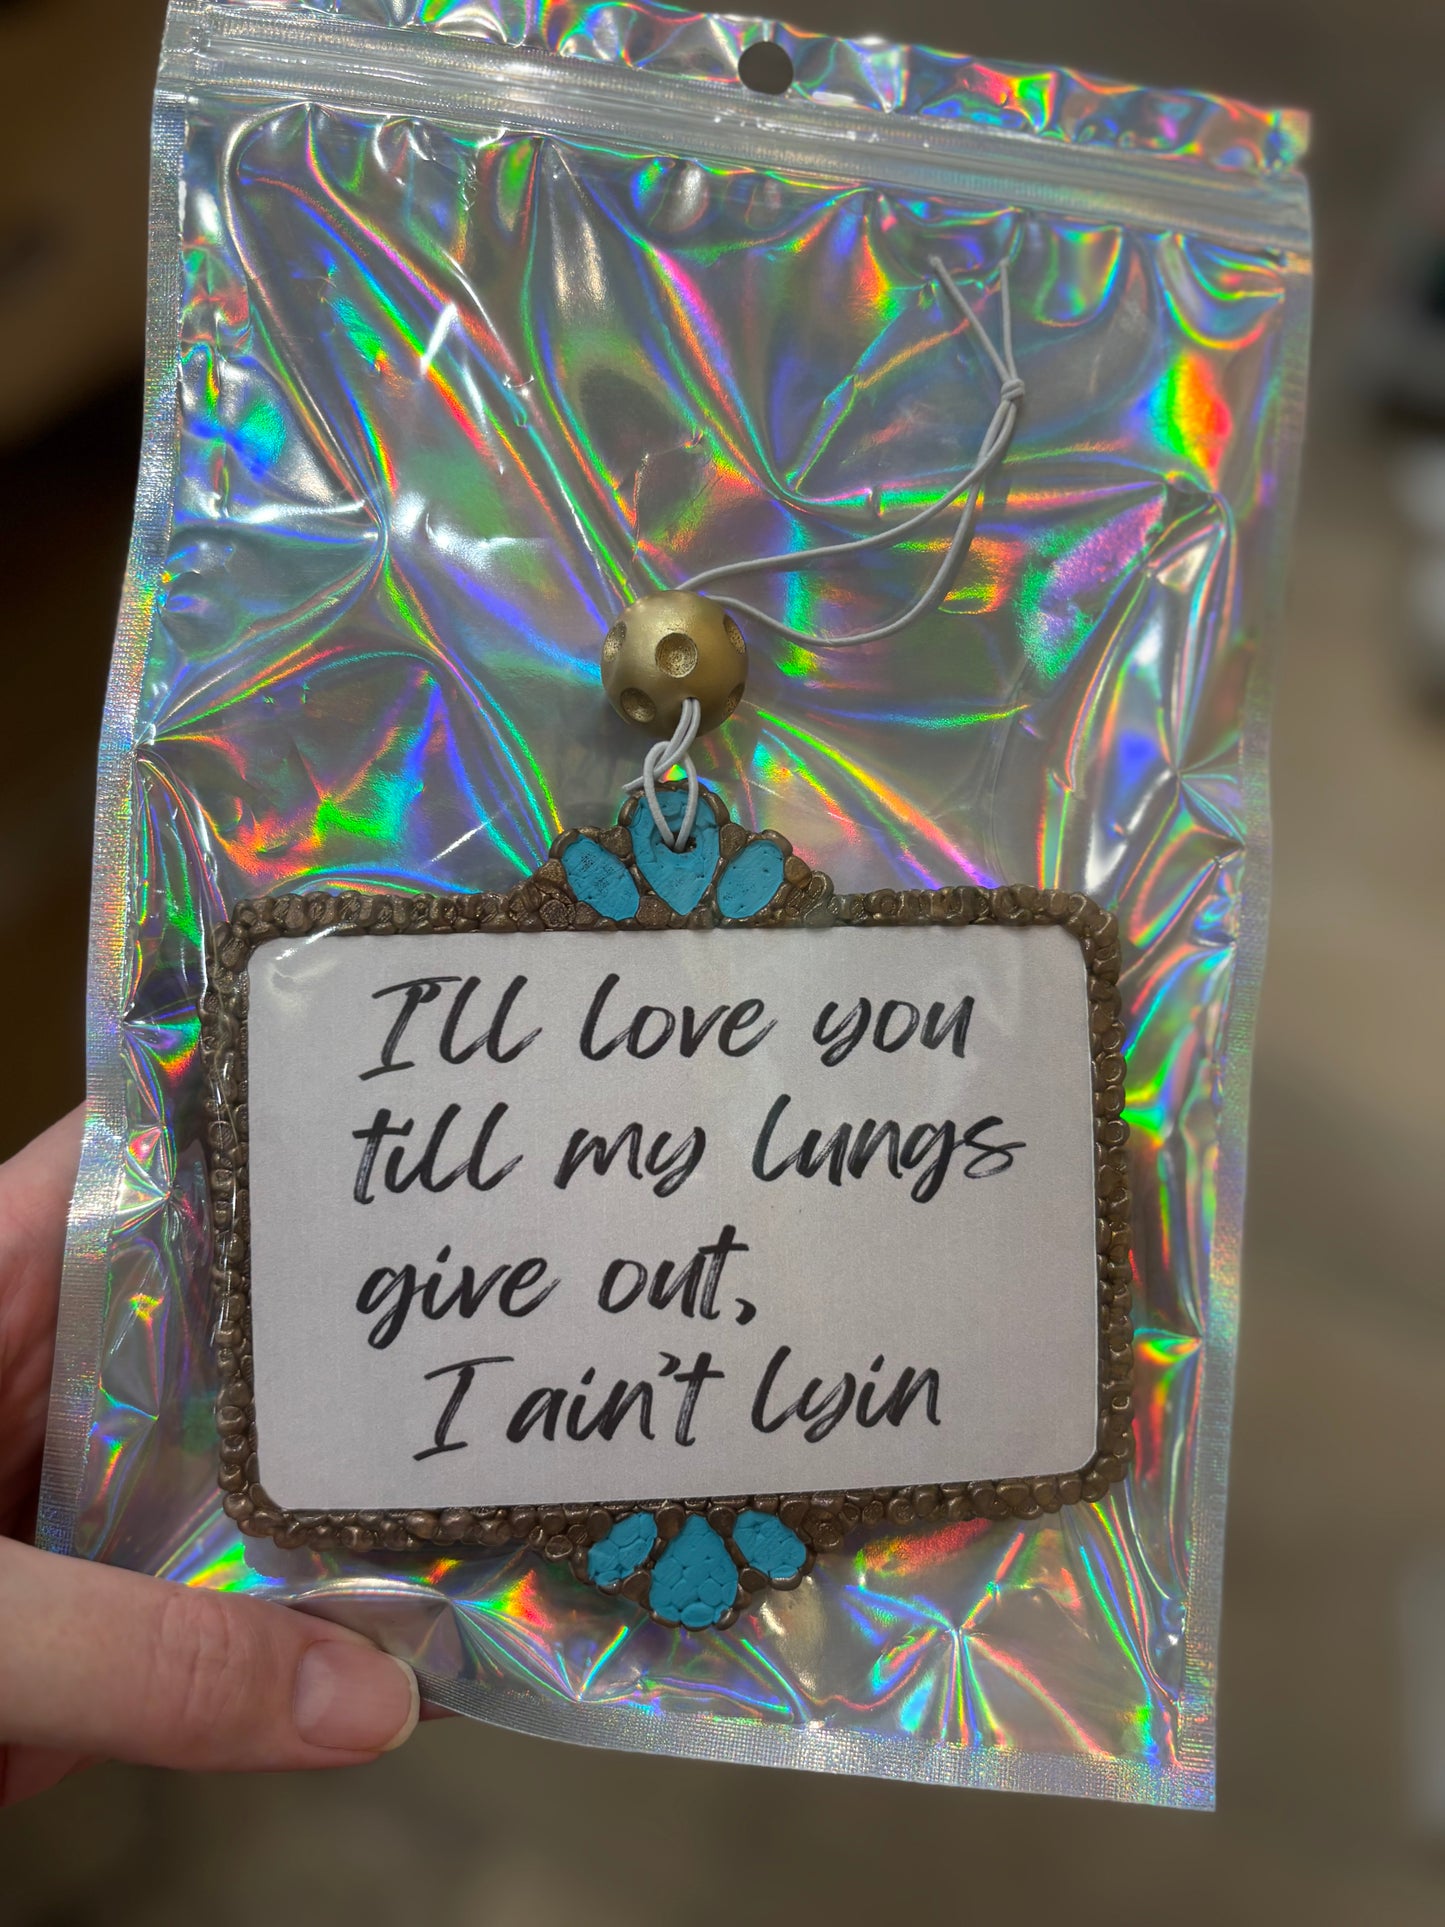 I'll love you
till my lungs
give out,
I ain't lyin